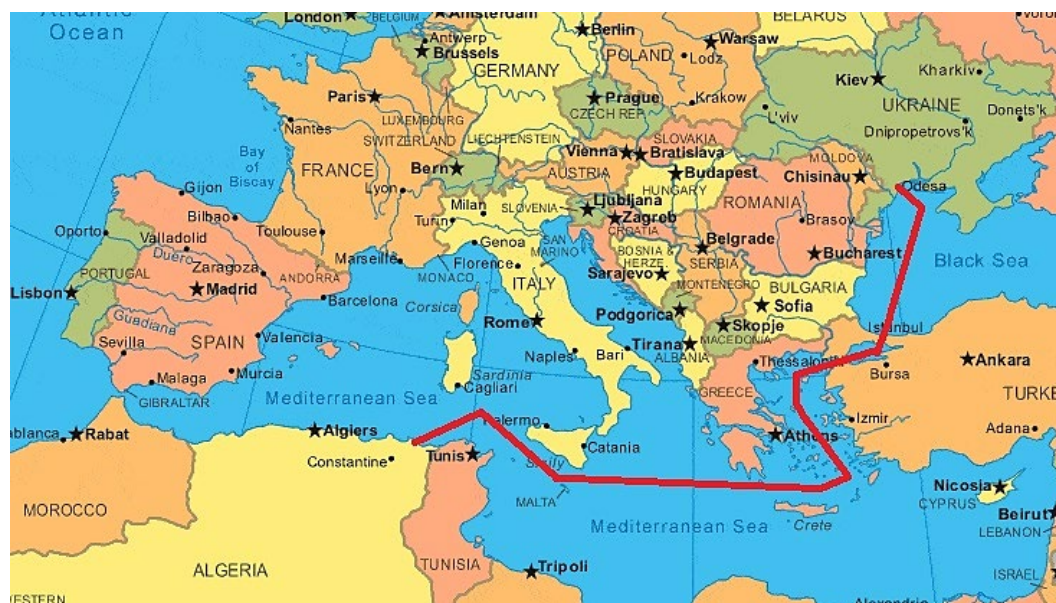 Atlantic
Ocean
London
BELGIUM
Amsterdam
Antwerp
Brussels
GERMANY
Berlin
POLAND
Warsaw
Lodz
BELARUS
Kiev
Kharkiv
UKRAINE
Donets'k
Dnipropetrovs'k
L'viv
Krakow
Prague
CZECH REP.
Paris
LUXEMBOURG
Nantes
SWITZERLAND
LIECHTENSTEIN
SLOVAKIA
Vienna
Bratislava
MOLDOVA
Chisinau
Odesa
Bay
of
Biscay
FRANCE
Bern
AUSTRIA
Budapest
HUNGARY
Lyon
Gijon
Bilbao
Milan
Turin
SLOVENIA
Ljubljana
Zagreb
CROATIA
ROMANIA
Brasov
Oporto
Valladolid
Duero
Toulouse
Marseille
MONACO
Genoa
Florence
SAN
MARINO
BOSNIA &
HERZE.
Belgrade
SERBIA
Bucharest
Black Sea
PORTUGAL
Zaragoza
ANDORRA
Sarajevo
MONTENEGRO
BULGARIA
Lisbon
Madrid
Barcelona
Corsica
ITALY
Podgorica
Sofia
Guadiana
SPAIN
Valencia
Rome
Skopje
MACEDONIA
Istanbul
Sevilla
Naples
Bari
Tirana
ALBANIA
Thessaloniki
Bursa
Ankara
Malaga
Murcia
Sardinia
Cagliari
GREECE
TURKE
GIBRALTAR
Mediterranean Sea
Palermo
Izmir
Adana
ablanca
Rabat
Algiers
Athens
Constantine
Tunis
Sicily
Catania
Nicosia
CYPRUS
MALTA
MOROCCO
Mediterranean Sea
Crete
Beirut
LEBANON
ALGERIA
TUNISIA
Tripoli
ISRAEL
ESTERN
Alexandria